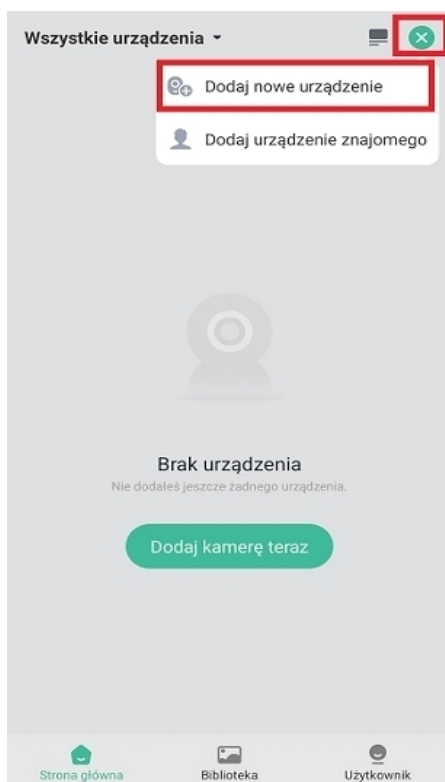 Wszystkie urządzenia
Dodaj nowe urządzenie
Dodaj urządzenie znajomego
Brak urządzenia
Nie dodałeś jeszcze żadnego urządzenia.
Dodaj kamerę teraz
Strona główna
Biblioteka
Użytkownik